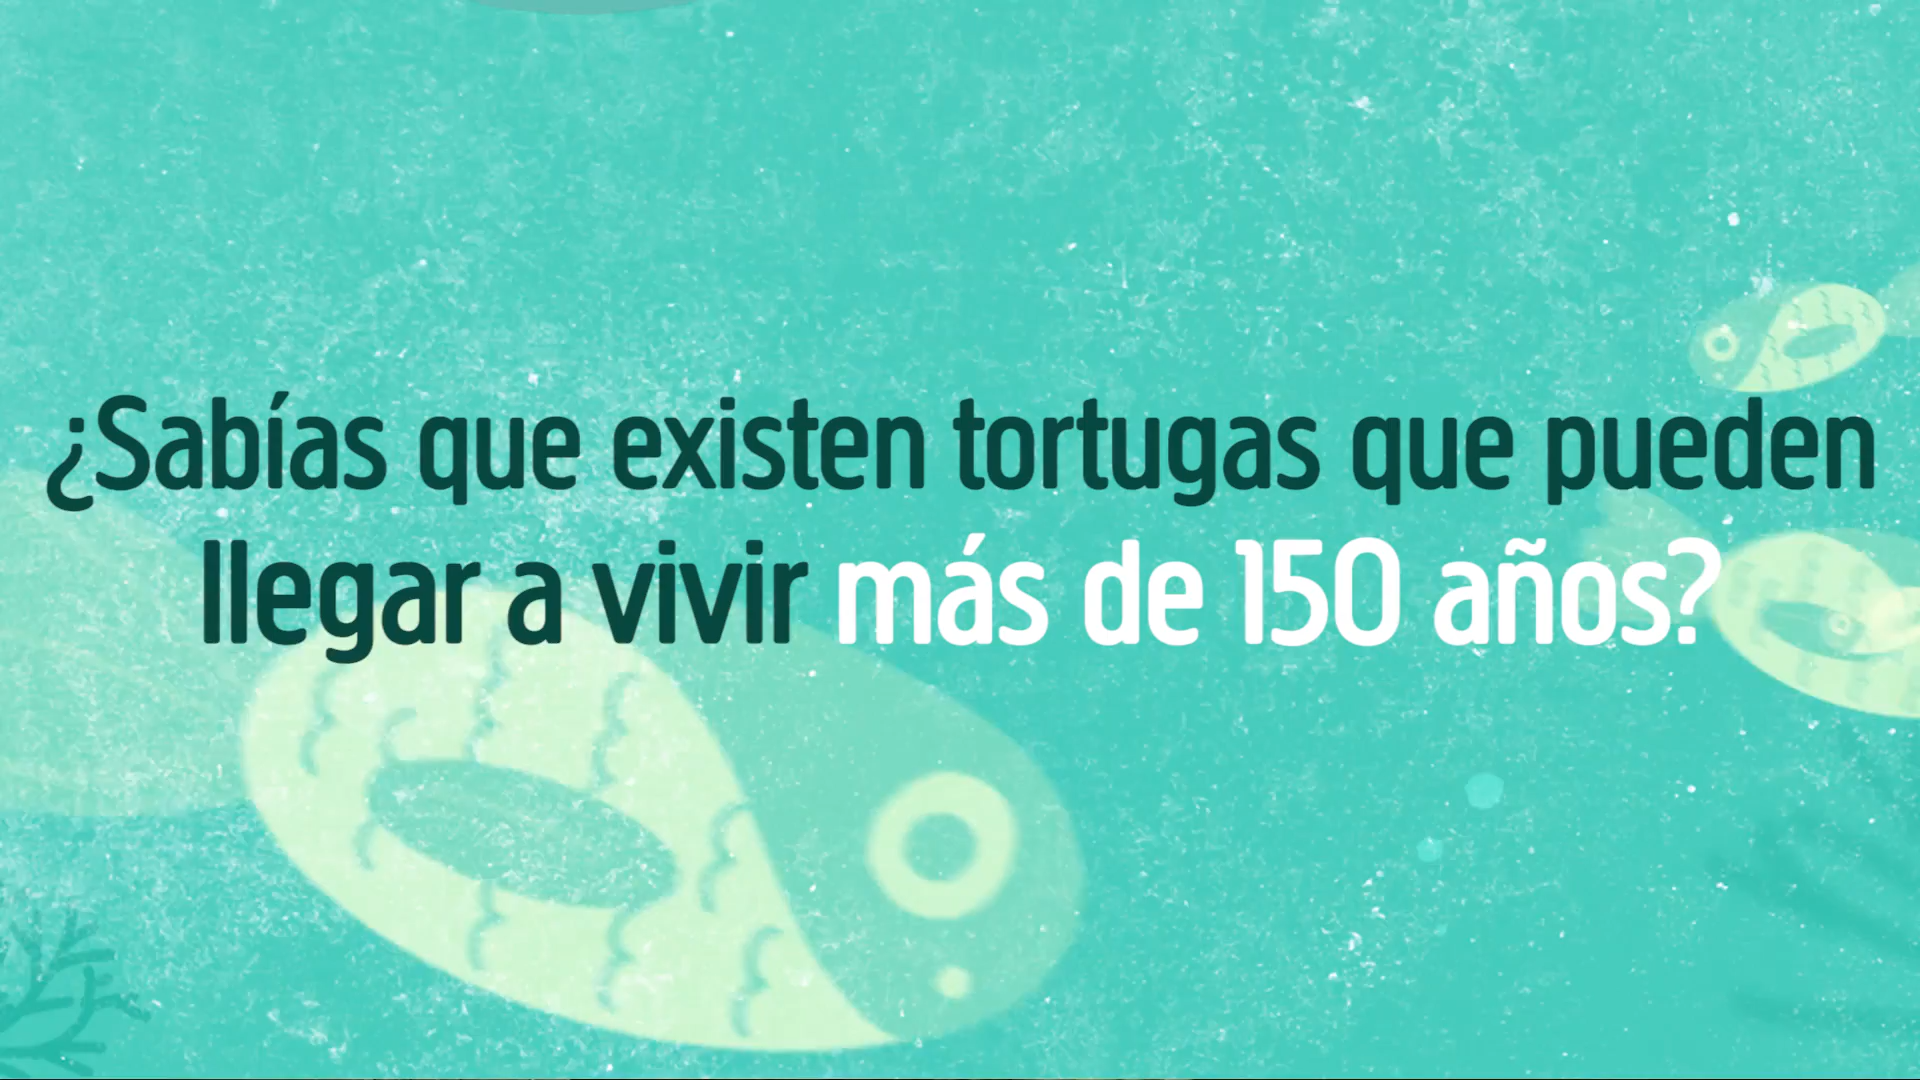 ¿Sabías que existen tortugas que pueden
llegar a vivir más de 150 años?